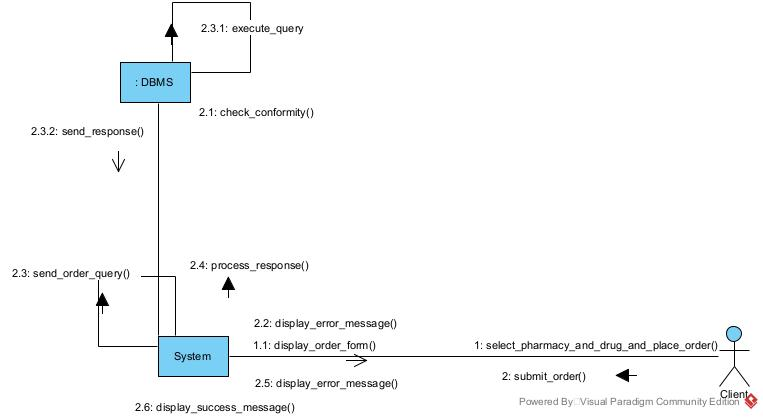 2.3.1: execute_query
: DBMS
2.1: check_conformity()
2.3.2: send_response()
2.4: process_response()
2.3: send_order_query()
2.2: display_error_message()
1.1: display_order_form()
1: select_pharmacy_and_drug_and_place_order()
System
2.5: display_error_message()
2: submit_order()
Client
Powered By Visual Paradigm Community Edition
2.6: display_success_message()